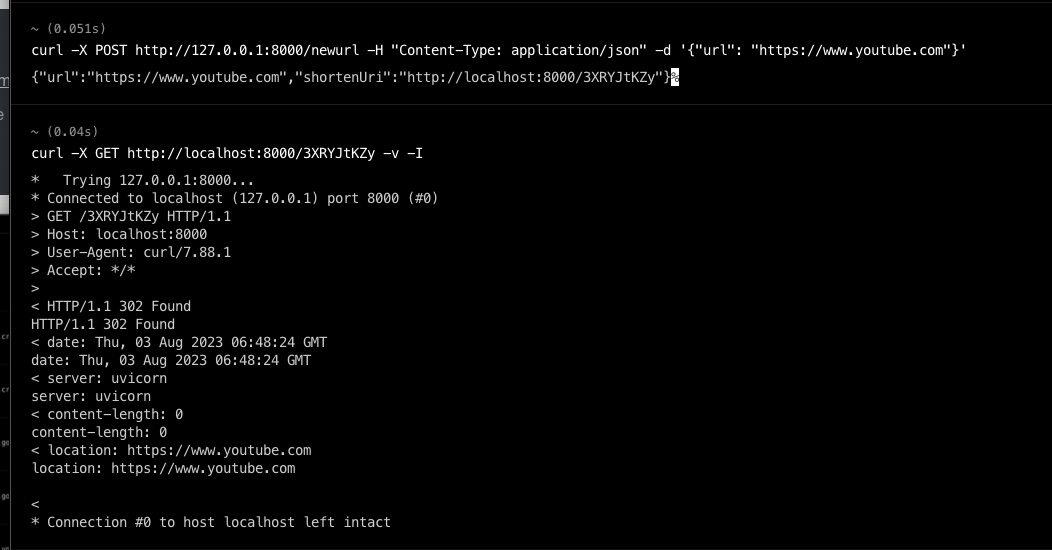 ~ (0.051s)
curl -X POST http://127.0.0.1:8000/newurl -H "Content-Type: application/json" -d '{"url": "https://www.youtube.com"}'
{"url":"https://www.youtube.com","shortenUri":"http://localhost:8000/3XRYJtKZy"}%
~ (0.04s)
curl -X GET http://localhost:8000/3XRYJtKZy -v -I
*   Trying 127.0.0.1:8000...
* Connected to localhost (127.0.0.1) port 8000 (#0)
> GET /3XRYJtKZy HTTP/1.1
> Host: localhost:8000
> User-Agent: curl/7.88.1
> Accept: */*
>
< HTTP/1.1 302 Found
HTTP/1.1 302 Found
< date: Thu, 03 Aug 2023 06:48:24 GMT
date: Thu, 03 Aug 2023 06:48:24 GMT
< server: uvicorn
server: uvicorn
< content-length: 0
content-length: 0
< location: https://www.youtube.com
location: https://www.youtube.com
<
* Connection #0 to host localhost left intact